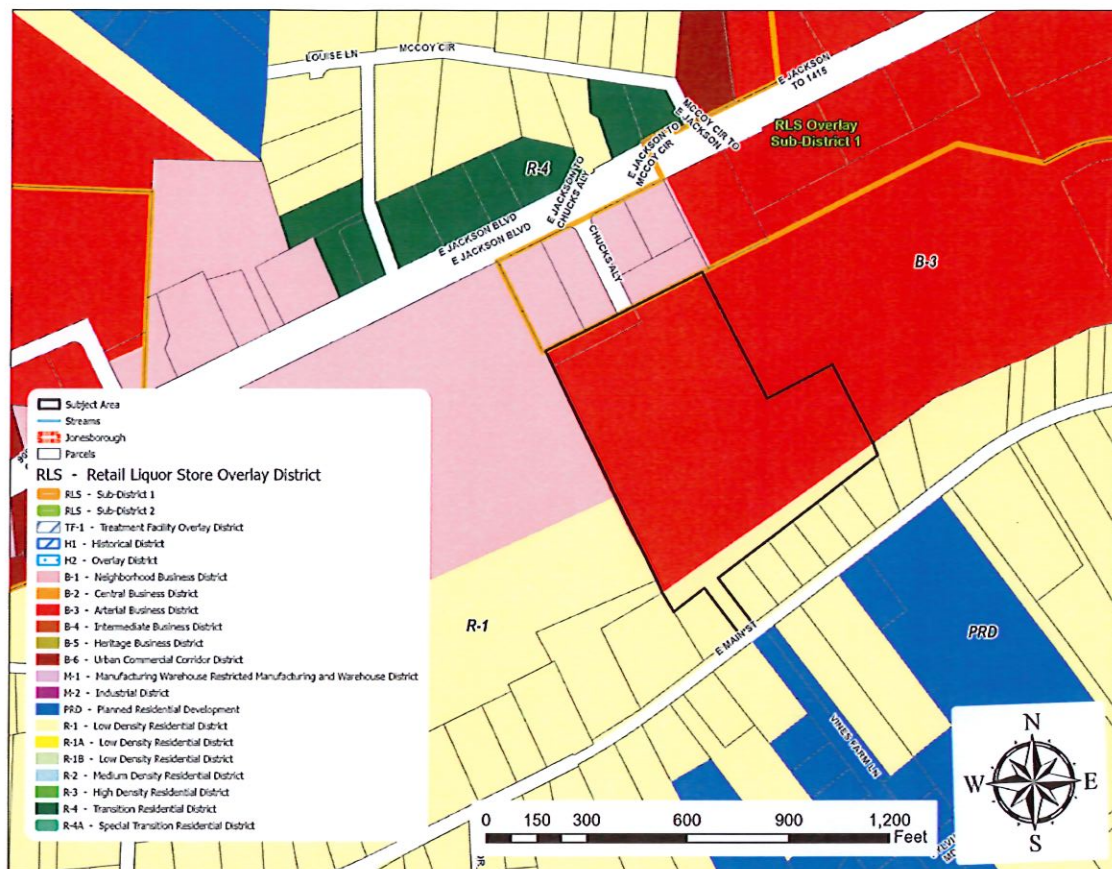 LOUISE LN
MCCOY CIR
E JACKSON
TO 1415
MCCOY CIR TO
E JACKSON
RLS Overlay
Sub-District 1
E JACKSON TO
MCCOY CIR
R-4
E JACKSON TO
CHUCKS ALY
E JACKSON BLVD
E JACKSON BLVD
CHUCKS ALY
B-3
Subject Area
Streams
Jonesborough
Parcels
RLS - Retail Liquor Store Overlay District
RLS - Sub-District 1
RLS - Sub-District 2
TF-1 - Treatment Facility Overlay District
H1 - Historical District
H2 - Overlay District
B-1 - Neighborhood Business District
B-2 - Central Business District
B-3 - Arterial Business District
B-4 - Intermediate Business District
B-5 - Heritage Business District
B-6 - Urban Commercial Corridor District
M-1 - Manufacturing Warehouse Restricted Manufacturing and Warehouse District
M-2 - Industrial District
PRD - Planned Residential Development
R-1 - Low Density Residential District
R-1A - Low Density Residential District
R-1B - Low Density Residential District
R-2 - Medium Density Residential District
R-3 - High Density Residential District
R-4 - Transition Residential District
R-4A - Special Transition Residential District
R-1
E MAIN ST
PRD
VINES FARM LN
0 150 300 600 900 1,200
Feet
N
W E
S